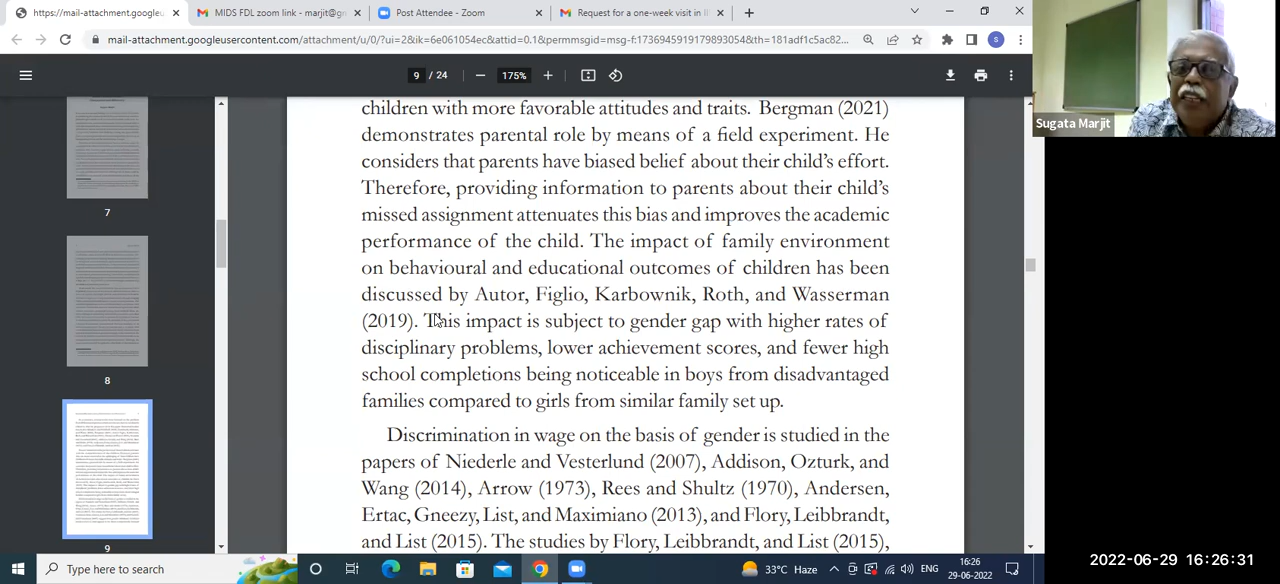 https://mail-attachment.googleu
MIDS FDL zoom link - marjit@gm
Post Attendee - Zoom
Request for a one-week visit in II
mail-attachment.googleusercontent.com/attachment/u/0/?ui=2&ik=6e061054ec&attid=0.1&permmsgid=msg-f:1736945919179893054&th=181adf1c5ac82...
S
9 / 24
175%
Sugata Marjit
children with more favorable attitudes and traits. Bergman (2021)
demonstrates parental role by means of a field experiment. He
considers that parents have biased belief about their child's effort.
Therefore, providing information to parents about their child's
missed assignment attenuates this bias and improves the academic
performance of the child. The impact of family environment
on behavioural and educational outcomes of children has been
discussed by Autor, Figlio, Karbownik, Roth, and Wasserman
(2019). This impact is subject to gender gap with higher rates of
disciplinary problems, lower achievement scores, and fewer high
school completions being noticeable in boys from disadvantaged
families compared to girls from similar family set up.
Discrimination in wage on the basis of gender is studied in the
papers of Niederle and Vesterlund (2007), Addison, Ozturk, and
Wang (2014), Arrow (1973), Rees and Shultz (1970), Andersen,
Ertac, Gneezy, List, and Maximiano (2013), and Flory, Leibbrandt,
and List (2015). The studies by Flory, Leibbrandt, and List (2015),
7
8
9
Type here to search
33°C Haze
ENG
16:26
29-06-2022
2022-06-29 16:26:31